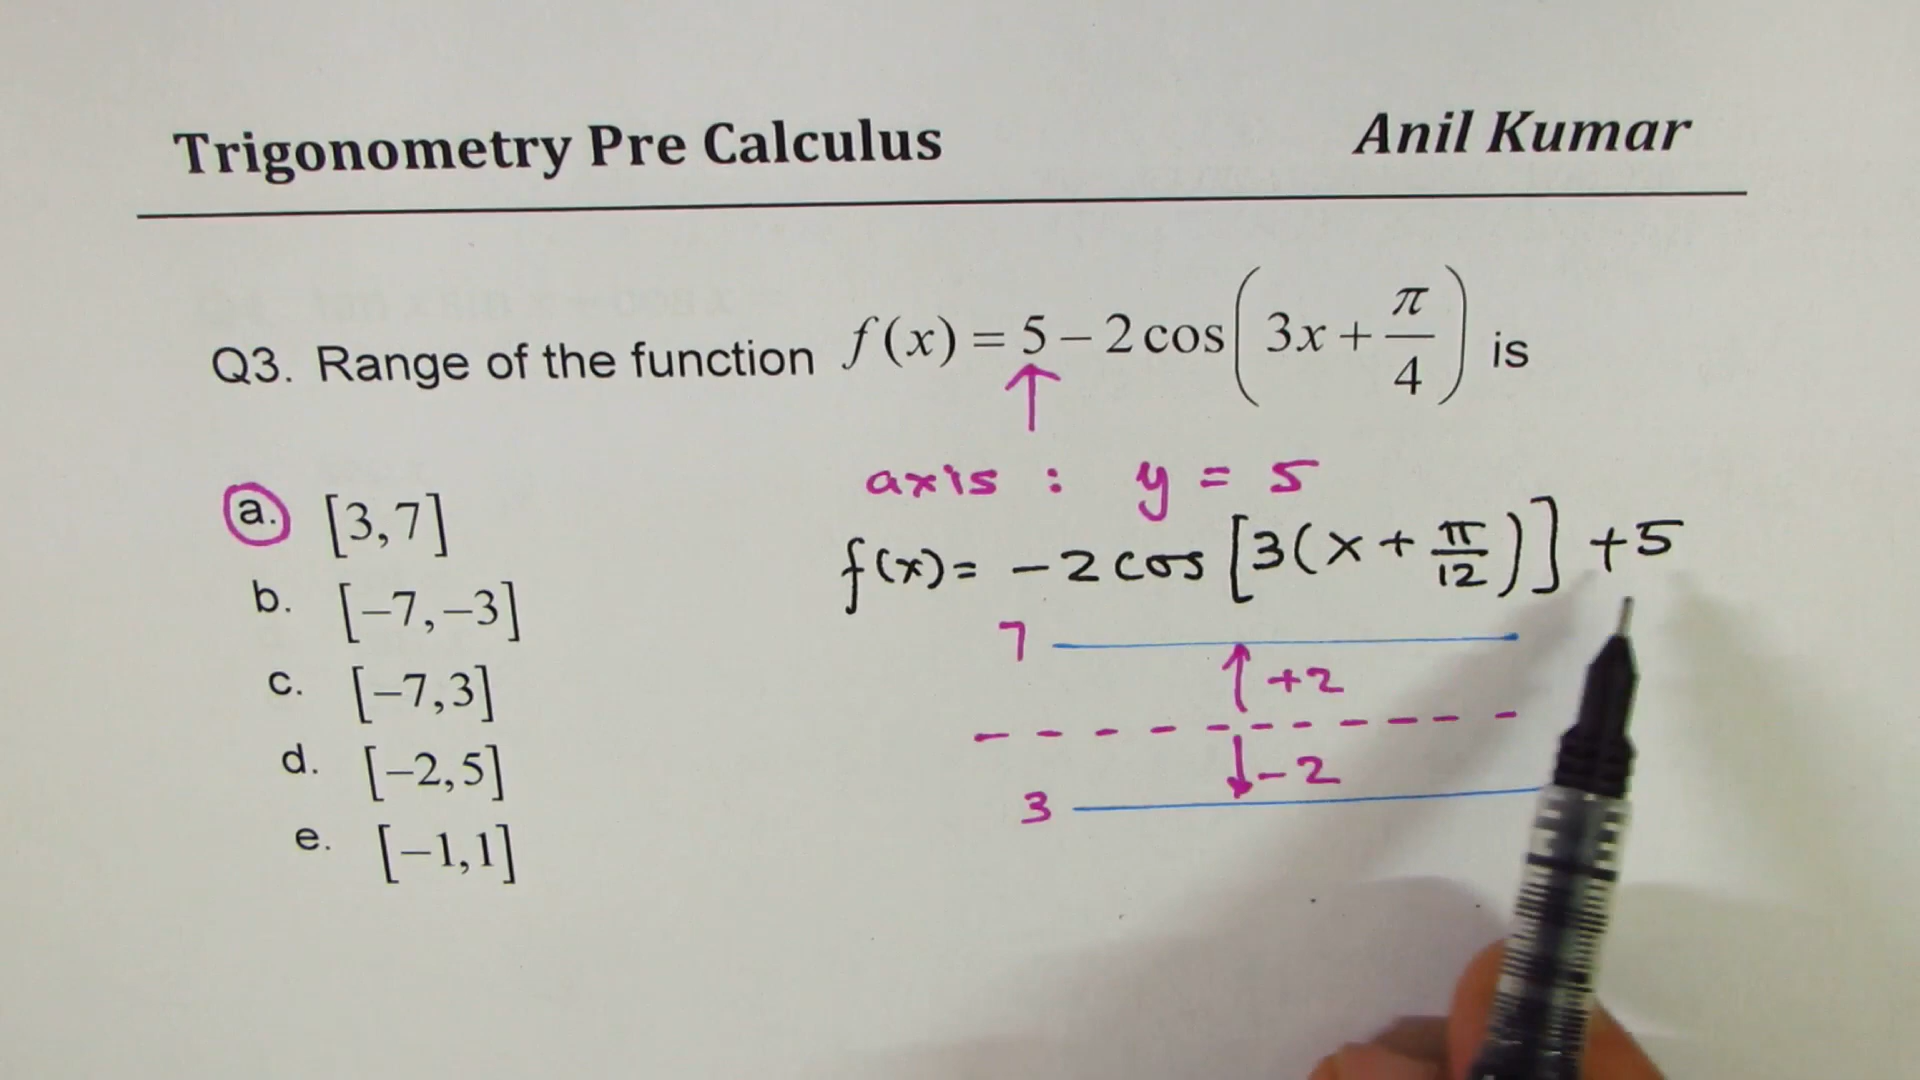 Trigonometry Pre Calculus Anil Kumar
Q3. Range of the function f(x) = 5 − 2cos(3x + π/4) is
axis : y = 5
a. [3,7]
f(x) = −2cos[3(x + π/12)] + 5
b. [−7,−3]
7
+2
c. [−7,3]
−2
d. [−2,5]
3
e. [−1,1]